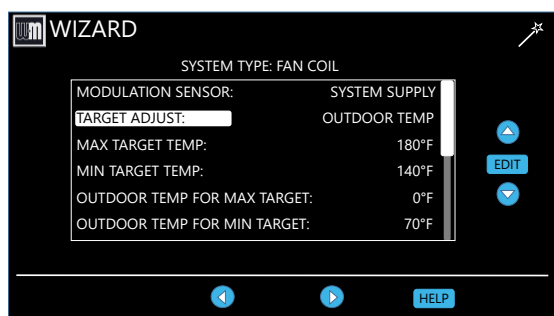 WM WIZARD
SYSTEM TYPE: FAN COIL
MODULATION SENSOR: SYSTEM SUPPLY
TARGET ADJUST: OUTDOOR TEMP
MAX TARGET TEMP: 180°F
MIN TARGET TEMP: 140°F
OUTDOOR TEMP FOR MAX TARGET: 0°F
OUTDOOR TEMP FOR MIN TARGET: 70°F
EDIT
HELP